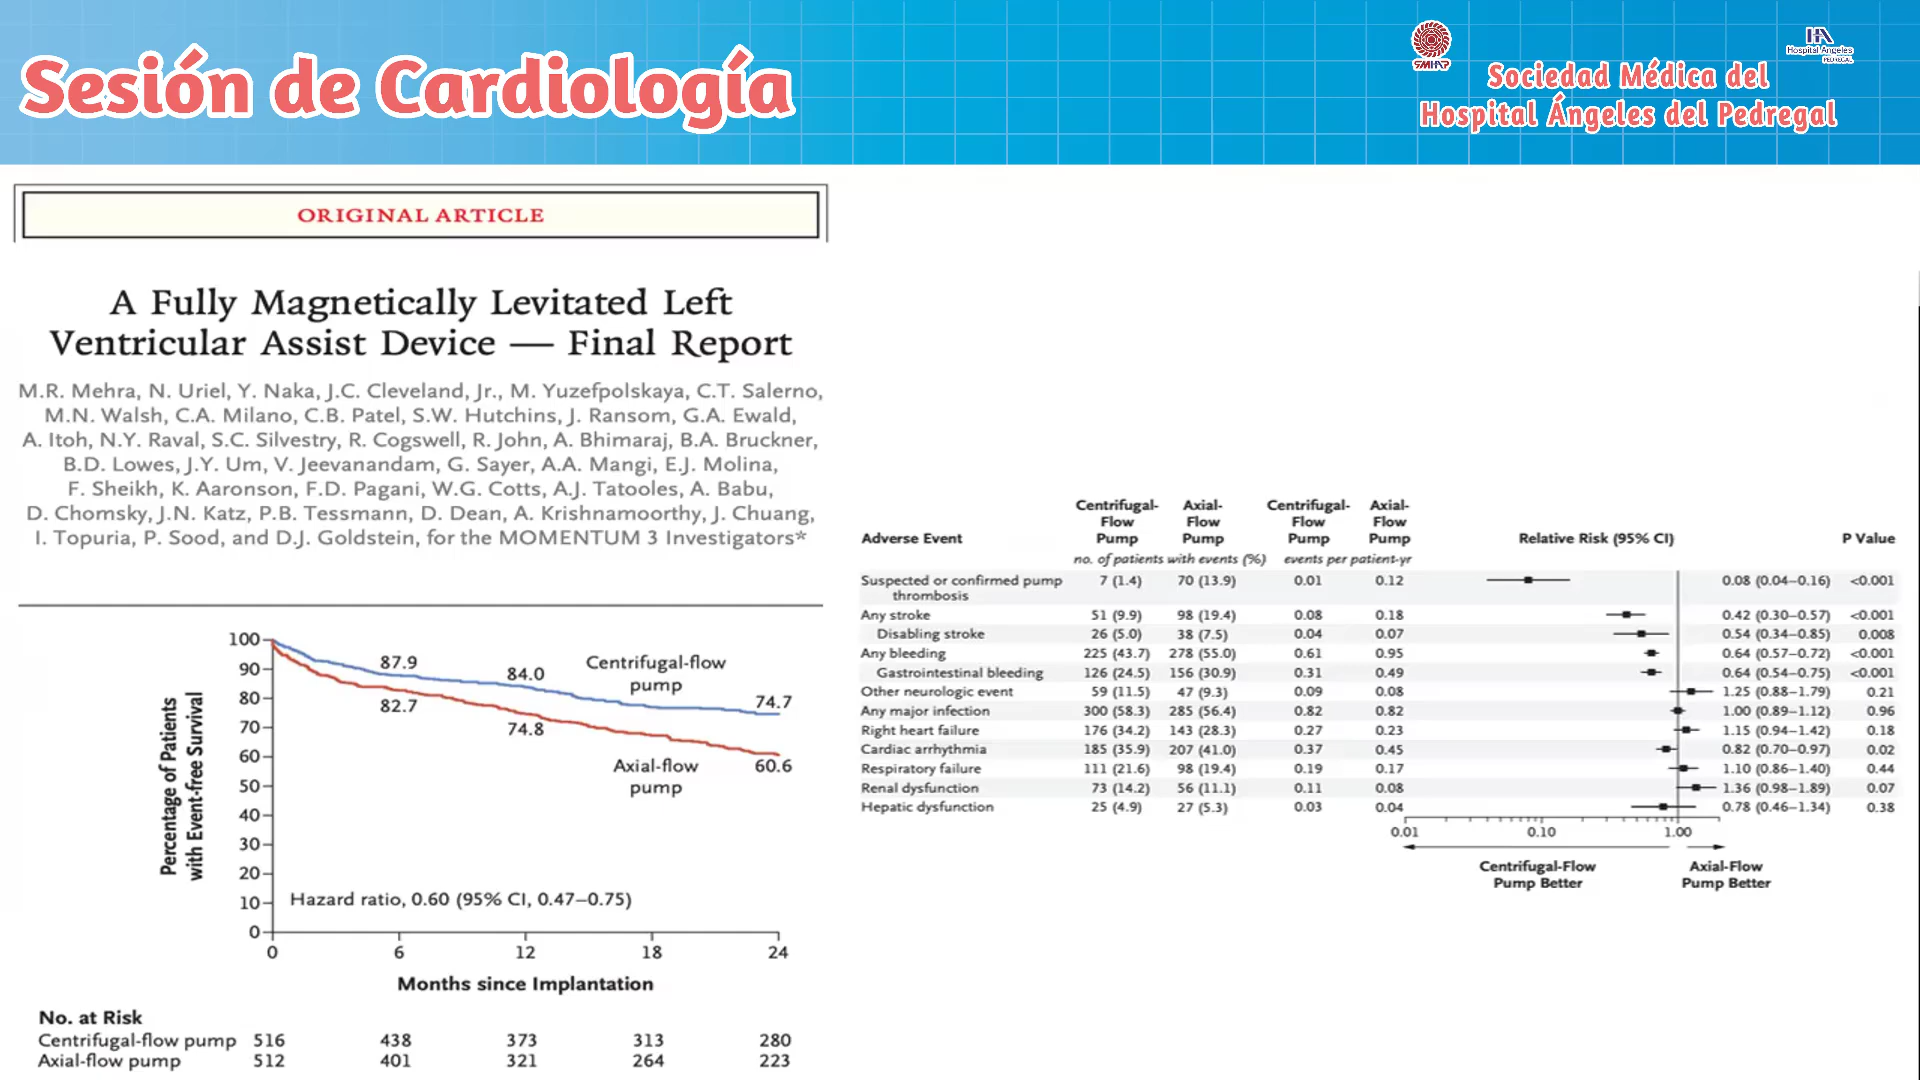 Sesión de Cardiología
SMHAP
Hospital Angeles
PEDREGAL
Sociedad Médica del
Hospital Ángeles del Pedregal
ORIGINAL ARTICLE
A Fully Magnetically Levitated Left
Ventricular Assist Device — Final Report
M.R. Mehra, N. Uriel, Y. Naka, J.C. Cleveland, Jr., M. Yuzefpolskaya, C.T. Salerno,
M.N. Walsh, C.A. Milano, C.B. Patel, S.W. Hutchins, J. Ransom, G.A. Ewald,
A. Itoh, N.Y. Raval, S.C. Silvestry, R. Cogswell, R. John, A. Bhimaraj, B.A. Bruckner,
B.D. Lowes, J.Y. Um, V. Jeevanandam, G. Sayer, A.A. Mangi, E.J. Molina,
F. Sheikh, K. Aaronson, F.D. Pagani, W.G. Cotts, A.J. Tatooles, A. Babu,
D. Chomsky, J.N. Katz, P.B. Tessmann, D. Dean, A. Krishnamoorthy, J. Chuang,
I. Topuria, P. Sood, and D.J. Goldstein, for the MOMENTUM 3 Investigators*
Percentage of Patients
with Event-free Survival
100
90
80
70
60
50
40
30
20
10
0
87.9
84.0
74.7
82.7
74.8
60.6
Centrifugal-flow
pump
Axial-flow
pump
Hazard ratio, 0.60 (95% CI, 0.47–0.75)
0 6 12 18 24
Months since Implantation
No. at Risk
Centrifugal-flow pump 516 438 373 313 280
Axial-flow pump 512 401 321 264 223
Adverse Event
Centrifugal-
Flow
Pump
Axial-
Flow
Pump
Centrifugal-
Flow
Pump
Axial-
Flow
Pump
Relative Risk (95% CI)
P Value
no. of patients with events (%) events per patient-yr
Suspected or confirmed pump 7 (1.4) 70 (13.9) 0.01 0.12 0.08 (0.04–0.16) <0.001
thrombosis
Any stroke 51 (9.9) 98 (19.4) 0.08 0.18 0.42 (0.30–0.57) <0.001
Disabling stroke 26 (5.0) 38 (7.5) 0.04 0.07 0.54 (0.34–0.85) 0.008
Any bleeding 225 (43.7) 278 (55.0) 0.61 0.95 0.64 (0.57–0.72) <0.001
Gastrointestinal bleeding 126 (24.5) 156 (30.9) 0.31 0.49 0.64 (0.54–0.75) <0.001
Other neurologic event 59 (11.5) 47 (9.3) 0.09 0.08 1.25 (0.88–1.79) 0.21
Any major infection 300 (58.3) 285 (56.4) 0.82 0.82 1.00 (0.89–1.12) 0.96
Right heart failure 176 (34.2) 143 (28.3) 0.27 0.23 1.15 (0.94–1.42) 0.18
Cardiac arrhythmia 185 (35.9) 207 (41.0) 0.37 0.45 0.82 (0.70–0.97) 0.02
Respiratory failure 111 (21.6) 98 (19.4) 0.19 0.17 1.10 (0.86–1.40) 0.44
Renal dysfunction 73 (14.2) 56 (11.1) 0.11 0.08 1.36 (0.98–1.89) 0.07
Hepatic dysfunction 25 (4.9) 27 (5.3) 0.03 0.04 0.78 (0.46–1.34) 0.38
0.01 0.10 1.00
Centrifugal-Flow
Pump Better
Axial-Flow
Pump Better